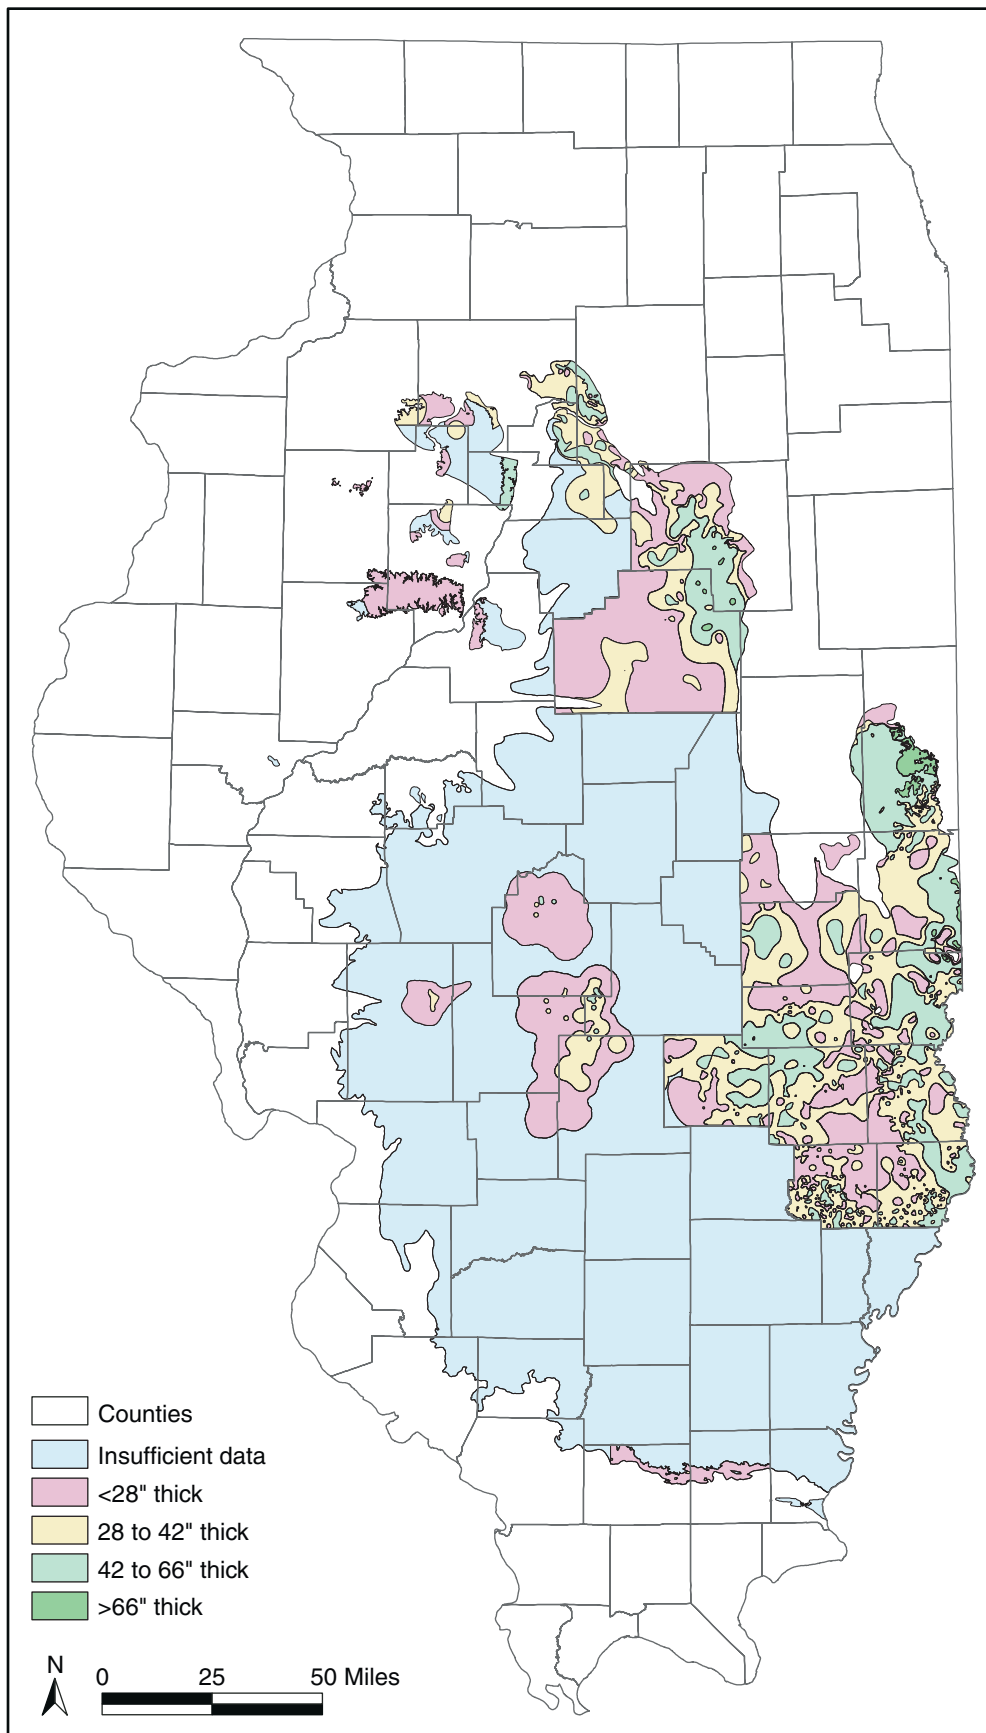 Counties
Insufficient data
<28" thick
28 to 42" thick
42 to 66" thick
>66" thick
N
0 25 50 Miles